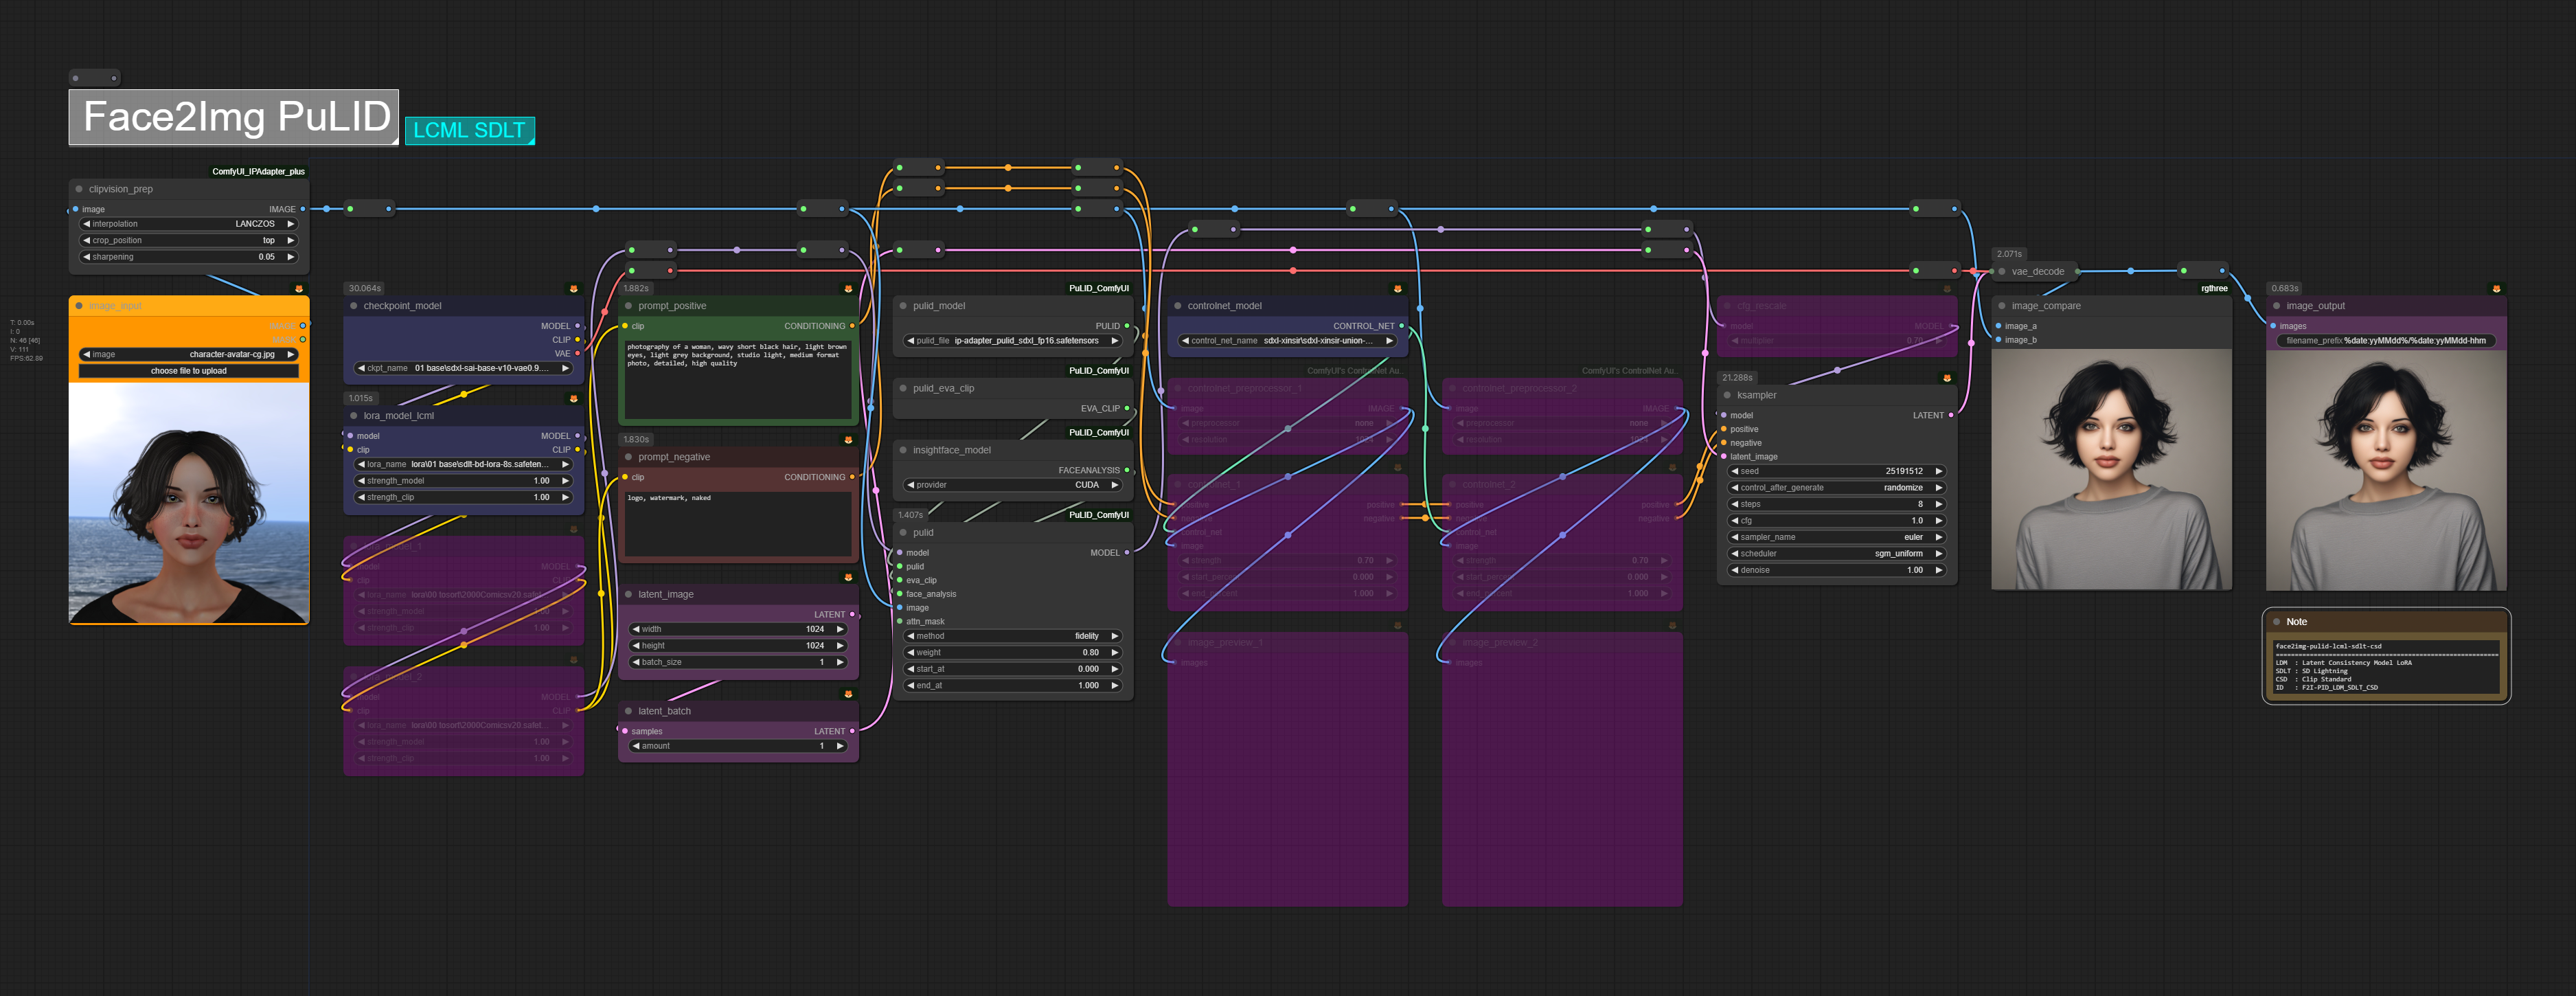 Face2Img PuLID
LCML SDLT
T: 0.00s
I: 0
N: 46 [46]
V: 111
FPS:62.89
ComfyUI_IPAdapter_plus
clipvision_prep
image IMAGE
interpolation LANCZOS
crop_position top
sharpening 0.05
image_input
image character-avatar-cg.jpg
choose file to upload
30.064s
checkpoint_model
MODEL
CLIP
VAE
ckpt_name 01 base\sdxl-sai-base-v10-vae0.9....
1.015s
lora_model_lcml
model MODEL
clip CLIP
lora_name lora\01 base\sdlt-bd-lora-8s.safeten...
strength_model 1.00
strength_clip 1.00
model MODEL
clip CLIP
strength_model 1.00
strength_clip 1.00
model MODEL
clip CLIP
lora_name lora\00 tosort\2000Comicsv20.safet...
strength_model 1.00
strength_clip 1.00
1.882s
prompt_positive
clip CONDITIONING
photography of a woman, wavy short black hair, light brown
eyes, light grey background, studio light, medium format
photo, detailed, high quality
1.830s
prompt_negative
clip CONDITIONING
logo, watermark, naked
latent_image
LATENT
width 1024
height 1024
batch_size 1
latent_batch
samples LATENT
amount 1
PuLID_ComfyUI
pulid_model
PULID
pulid_file ip-adapter_pulid_sdxl_fp16.safetensors
PuLID_ComfyUI
pulid_eva_clip
EVA_CLIP
PuLID_ComfyUI
insightface_model
FACEANALYSIS
provider CUDA
1.407s
PuLID_ComfyUI
pulid
model MODEL
pulid
eva_clip
face_analysis
image
attn_mask
method fidelity
weight 0.80
start_at 0.000
end_at 1.000
controlnet_model
CONTROL_NET
control_net_name sdxl-xinsir\sdxl-xinsir-union-...
ComfyUI's ControlNet Au...
controlnet_preprocessor_1
image IMAGE
preprocessor none
resolution 1024
controlnet_1
positive positive
negative negative
control_net
image
strength 0.70
start_percent 0.000
end_percent 1.000
image_preview_1
images
ComfyUI's ControlNet Au...
controlnet_preprocessor_2
image IMAGE
preprocessor none
resolution 1024
controlnet_2
positive positive
negative negative
control_net
image
strength 0.70
start_percent 0.000
end_percent 1.000
image_preview_2
images
cfg_rescale
model MODEL
multiplier 0.70
21.288s
ksampler
model LATENT
positive
negative
latent_image
seed 25191512
control_after_generate randomize
steps 8
cfg 1.0
sampler_name euler
scheduler sgm_uniform
denoise 1.00
2.071s
vae_decode
rgthree
image_compare
image_a
image_b
0.683s
image_output
images
filename_prefix %date:yyMMdd%/%date:yyMMdd-hhm
Note
face2img-pulid-lcml-sdlt-csd
LDM : Latent Consistency Model LoRA
SDLT : SD Lightning
CSD : Clip Standard
ID : F2I-PID_LDM_SDLT_CSD